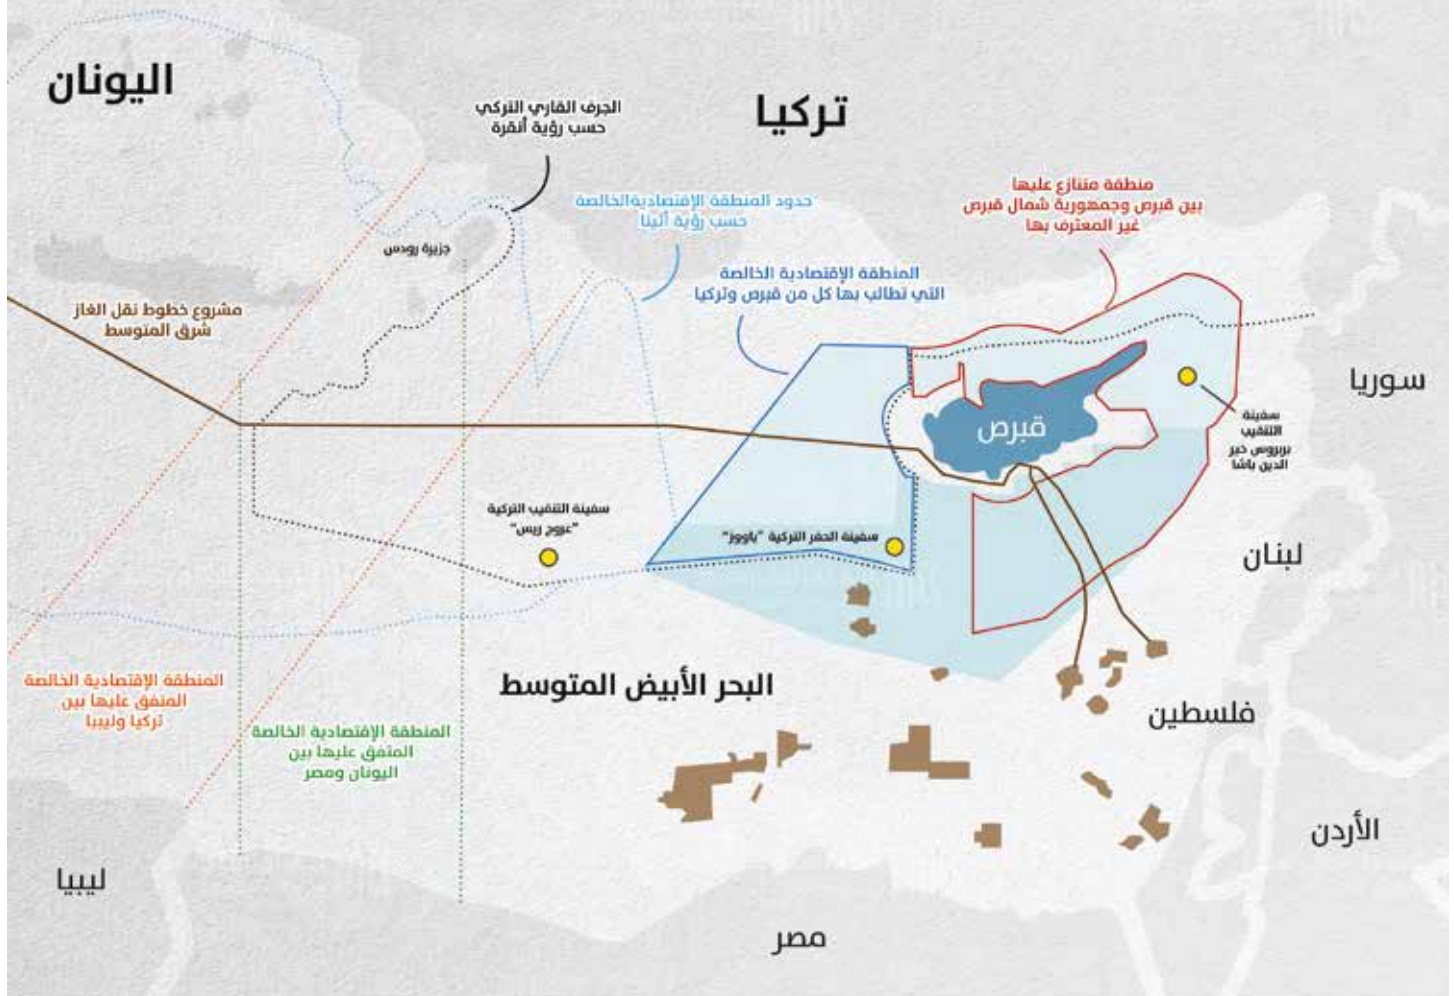 اليونان
تركيا
الجرف القاري التركي
حسب رؤية أنقرة
منطقة متنازع عليها
بين قبرص وجمهورية شمال قبرص
غير المعترف بها
حدود المنطقة الإقتصادية الخالصة
حسب رؤية أثينا
جزيرة رودس
المنطقة الإقتصادية الخالصة
التي تطالب بها كل من قبرص وتركيا
مشروع خطوط نقل الغاز
شرق المتوسط
سوريا
سفينة
التنقيب
بربروس خير
الدين باشا
قبرص
سفينة التنقيب التركية
"عروج ريس"
سفينة الحفر التركية "ياووز"
لبنان
البحر الأبيض المتوسط
المنطقة الإقتصادية الخالصة
المتفق عليها بين
تركيا وليبيا
المنطقة الإقتصادية الخالصة
المتفق عليها بين
اليونان ومصر
فلسطين
الأردن
ليبيا
مصر